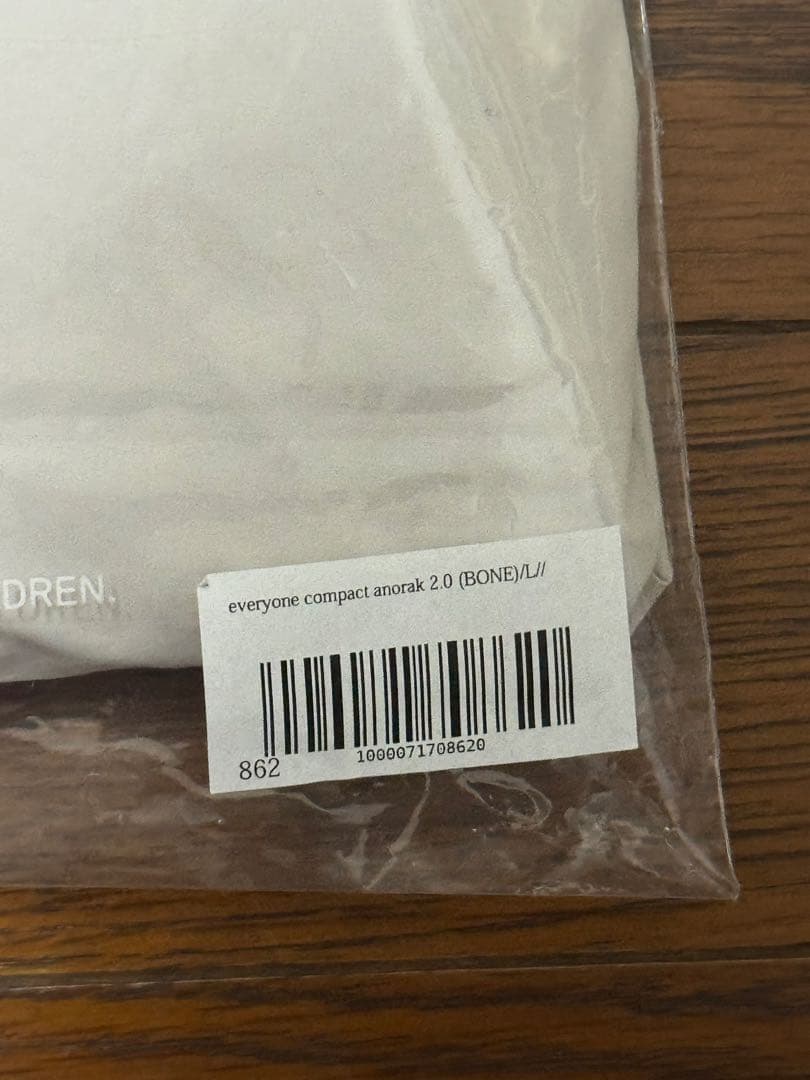 DREN.
everyone compact anorak 2.0 (BONE)/L//
1000071708620
862